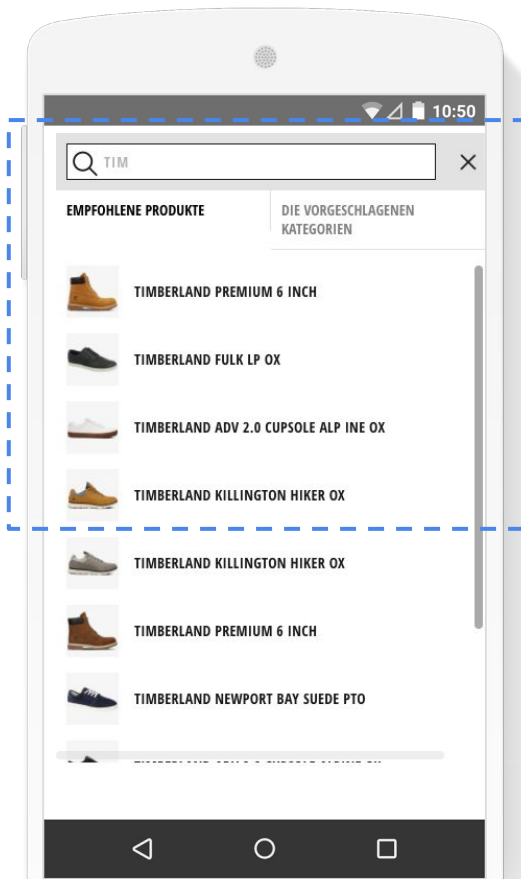 10:50
TIM
EMPFOHLENE PRODUKTE
DIE VORGESCHLAGENEN
KATEGORIEN
TIMBERLAND PREMIUM 6 INCH
TIMBERLAND FULK LP OX
TIMBERLAND ADV 2.0 CUPSOLE ALP INE OX
TIMBERLAND KILLINGTON HIKER OX
TIMBERLAND KILLINGTON HIKER OX
TIMBERLAND PREMIUM 6 INCH
TIMBERLAND NEWPORT BAY SUEDE PTO